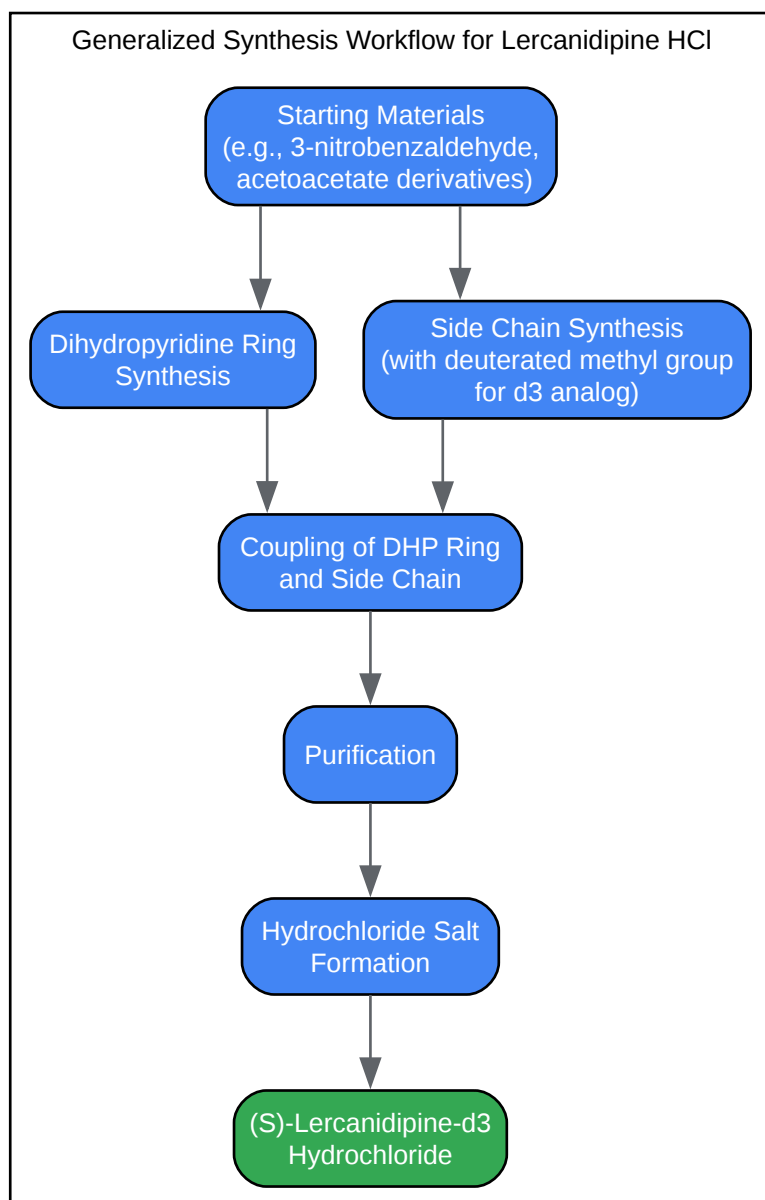 Generalized Synthesis Workflow for Lercanidipine HCl
Starting Materials
(e.g., 3-nitrobenzaldehyde,
acetoacetate derivatives)
Dihydropyridine Ring
Synthesis
Side Chain Synthesis
(with deuterated methyl group
for d3 analog)
Coupling of DHP Ring
and Side Chain
Purification
Hydrochloride Salt
Formation
(S)-Lercanidipine-d3
Hydrochloride